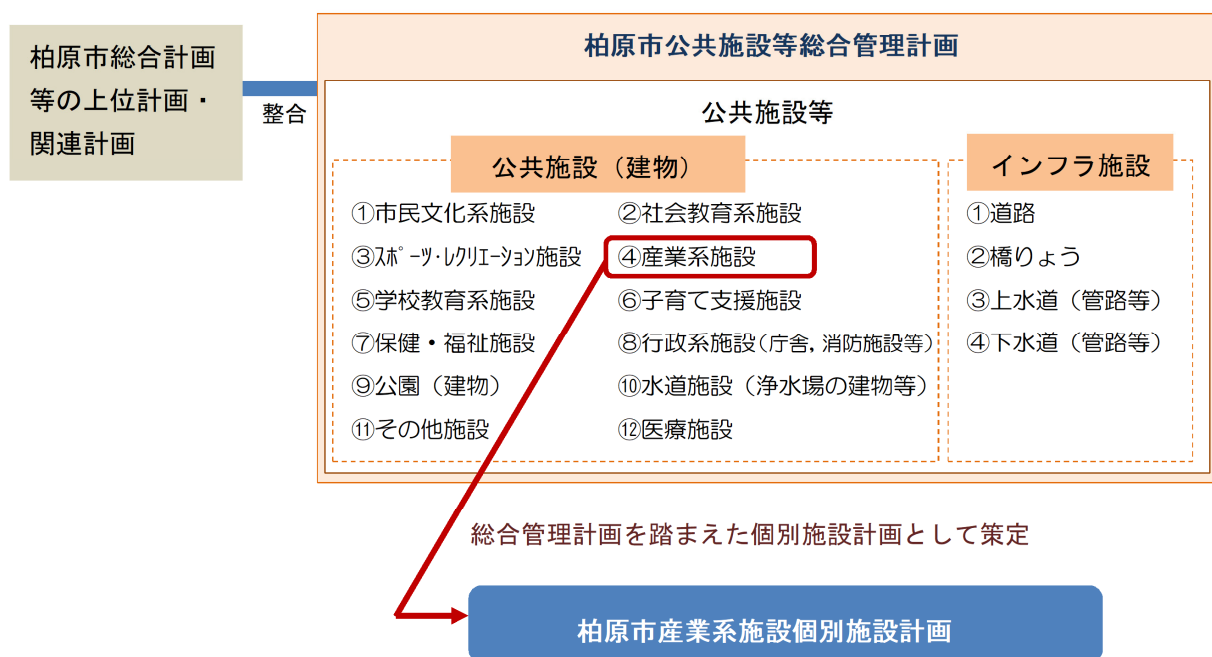 柏原市総合計画
等の上位計画・
関連計画
整合
柏原市公共施設等総合管理計画
公共施設等
公共施設（建物）
①市民文化系施設 ②社会教育系施設
③ｽﾎﾟｰﾂ･ﾚｸﾘｴｰｼｮﾝ施設 ④産業系施設
⑤学校教育系施設 ⑥子育て支援施設
⑦保健・福祉施設 ⑧行政系施設(庁舎,消防施設等)
⑨公園（建物） ⑩水道施設（浄水場の建物等）
⑪その他施設 ⑫医療施設
インフラ施設
①道路
②橋りょう
③上水道（管路等）
④下水道（管路等）
総合管理計画を踏まえた個別施設計画として策定
柏原市産業系施設個別施設計画